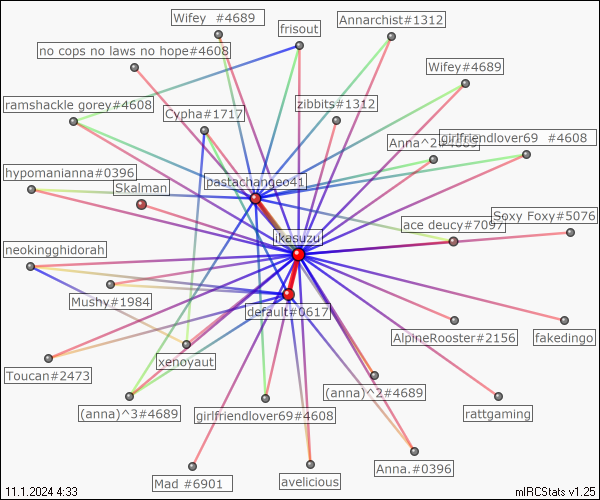 Wifey  #4689
frisout
Annarchist#1312
no cops no laws no hope#4608
Wifey#4689
ramshackle gorey#4608
Cypha#1717
zibbits#1312
Anna^2#4689
girlfriendlover69  #4608
hypomanianna#0396
Skalman
pastachangeo41
ace deucy#7097
Soxy Foxy#5076
neokingghidorah
ikasuzu
Mushy#1984
default#0617
AlpineRooster#2156
fakedingo
Toucan#2473
xenoyaut
(anna)^3#4689
girlfriendlover69#4608
(anna)^2#4689
rattgaming
Mad #6901
avelicious
Anna.#0396
11.1.2024 4:33
mIRCStats v1.25